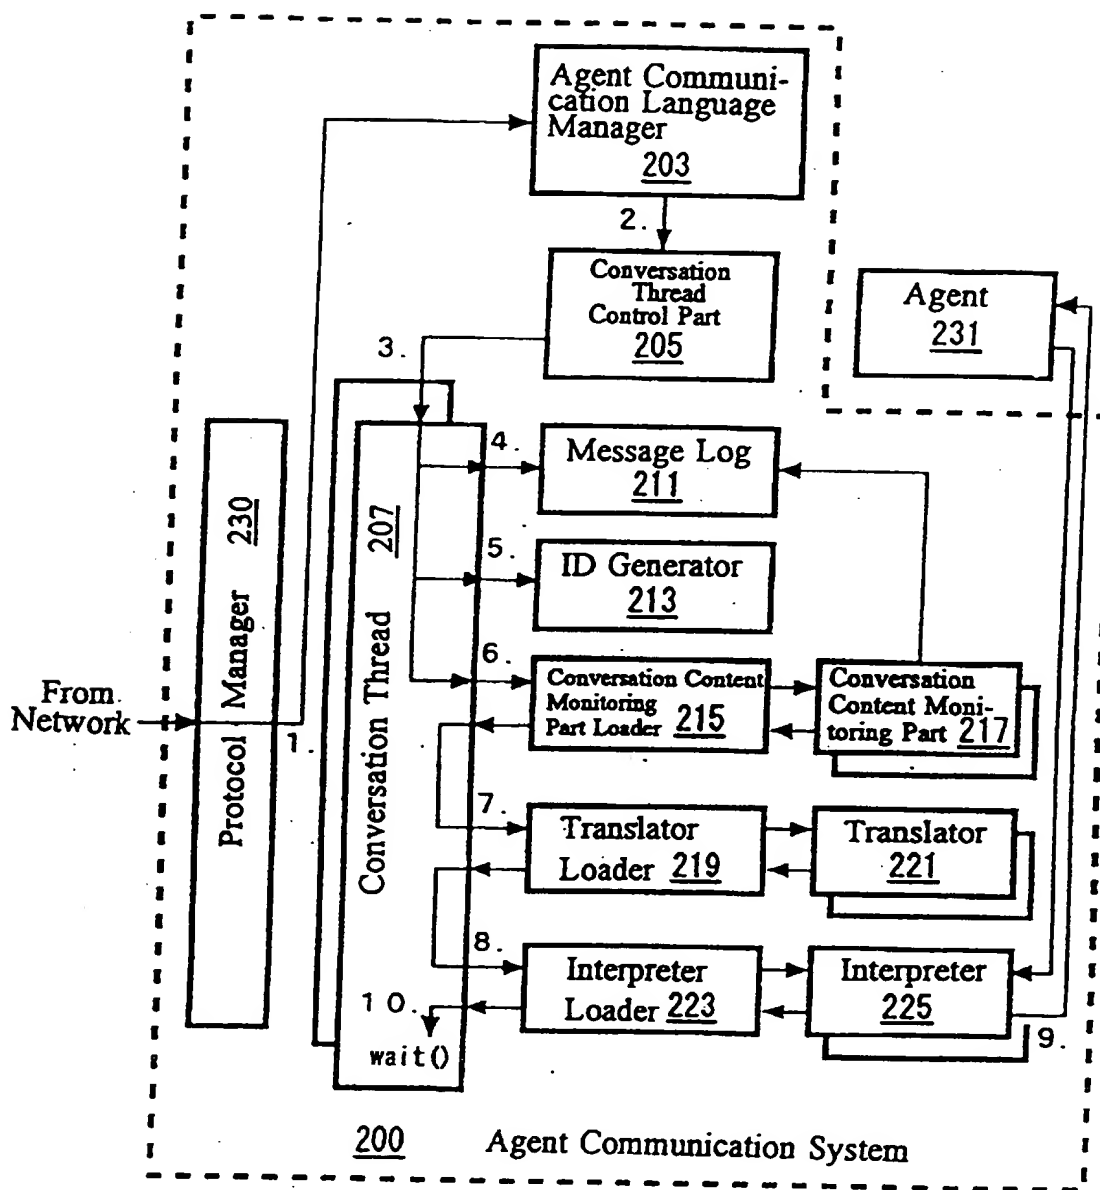 Agent Communi-
cation Language
Manager
203
2.
Conversation
Thread
Control Part
205
Agent
231
3.
4.
Message Log
211
5.
ID Generator
213
6.
Conversation Content
Monitoring
Part Loader 215
Conversation
Content Moni-
toring Part 217
From
Network
1.
Protocol Manager 230
Conversation Thread 207
7.
Translator
Loader 219
Translator
221
8.
Interpreter
Loader 223
Interpreter
225
9.
10.
wait()
200 Agent Communication System